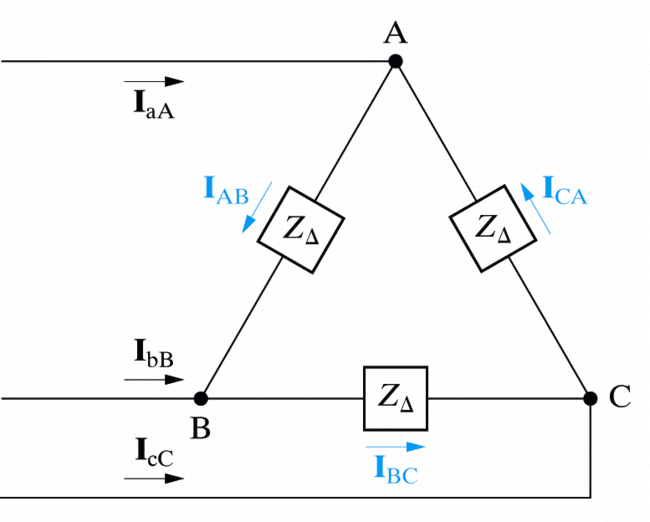 A
I_aA
I_AB
Z_Δ
Z_Δ
I_CA
I_bB
B
Z_Δ
C
I_cC
I_BC